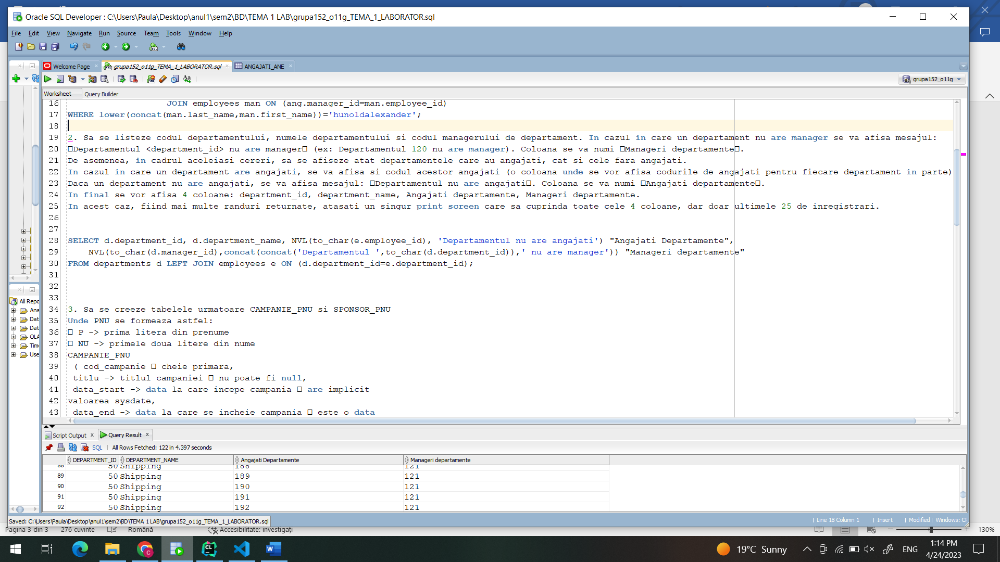 Oracle SQL Developer : C:\Users\Paula\Desktop\anul1\sem2\BD\TEMA 1 LAB\grupa152_o11g_TEMA_1_LABORATOR.sql
File Edit View Navigate Run Source Team Tools Window Help
Welcome Page grupa152_o11g_TEMA_1_LABORATOR.sql ANGAJATI_ANE
grupa152_o11g
Worksheet Query Builder
16 JOIN employees man ON (ang.manager_id=man.employee_id)
17 WHERE lower(concat(man.last_name,man.first_name))='hunoldalexander';
18
19 2. Sa se listeze codul departamentului, numele departamentului si codul managerului de departament. In cazul in care un departament nu are manager se va afisa mesajul:
20 □Departamentul <department_id> nu are manager□ (ex: Departamentul 120 nu are manager). Coloana se va numi □Manageri departamente□.
21 De asemenea, in cadrul aceleiasi cereri, sa se afiseze atat departamentele care au angajati, cat si cele fara angajati.
22 In cazul in care un departament are angajati, se va afisa si codul acestor angajati (o coloana unde se vor afisa codurile de angajati pentru fiecare departament in parte)
23 Daca un departament nu are angajati, se va afisa mesajul: □Departamentul nu are angajati□. Coloana se va numi □Angajati departamente□.
24 In final se vor afisa 4 coloane: department_id, department_name, Angajati departamente, Manageri departamente.
25 In acest caz, fiind mai multe randuri returnate, atasati un singur print screen care sa cuprinda toate cele 4 coloane, dar doar ultimele 25 de inregistrari.
26
27
28 SELECT d.department_id, d.department_name, NVL(to_char(e.employee_id), 'Departamentul nu are angajati') "Angajati Departamente",
29 NVL(to_char(d.manager_id),concat(concat('Departamentul ',to_char(d.department_id)),' nu are manager')) "Manageri departamente"
30 FROM departments d LEFT JOIN employees e ON (d.department_id=e.department_id);
31
32
33
34 3. Sa se creeze tabelele urmatoare CAMPANIE_PNU si SPONSOR_PNU
35 Unde PNU se formeaza astfel:
36 □ P -> prima litera din prenume
37 □ NU -> primele doua litere din nume
38 CAMPANIE_PNU
39 ( cod_campanie □ cheie primara,
40 titlu -> titlul campaniei □ nu poate fi null,
41 data_start -> data la care incepe campania □ are implicit
42 valoarea sysdate,
43 data_end -> data la care se incheie campania □ este o data
All Repo
Ana
Dat
Dat
OLA
Time
Use
Script Output x Query Result x
SQL | All Rows Fetched: 122 in 4.397 seconds
DEPARTMENT_ID DEPARTMENT_NAME Angajati Departamente Manageri departamente
88 50 Shipping 188 121
89 50 Shipping 189 121
90 50 Shipping 190 121
91 50 Shipping 191 121
92 50 Shipping 192 121
Saved: C:\Users\Paula\Desktop\anul1\sem2\BD\TEMA 1 LAB\grupa152_o11g_TEMA_1_LABORATOR.sql
| Line 18 Column 1 | Insert | Modified | Windows: CR
Pagina 3 din 3 276 cuvinte Română Accesibilitate: investigați 130%
19°C Sunny ENG 1:14 PM
4/24/2023